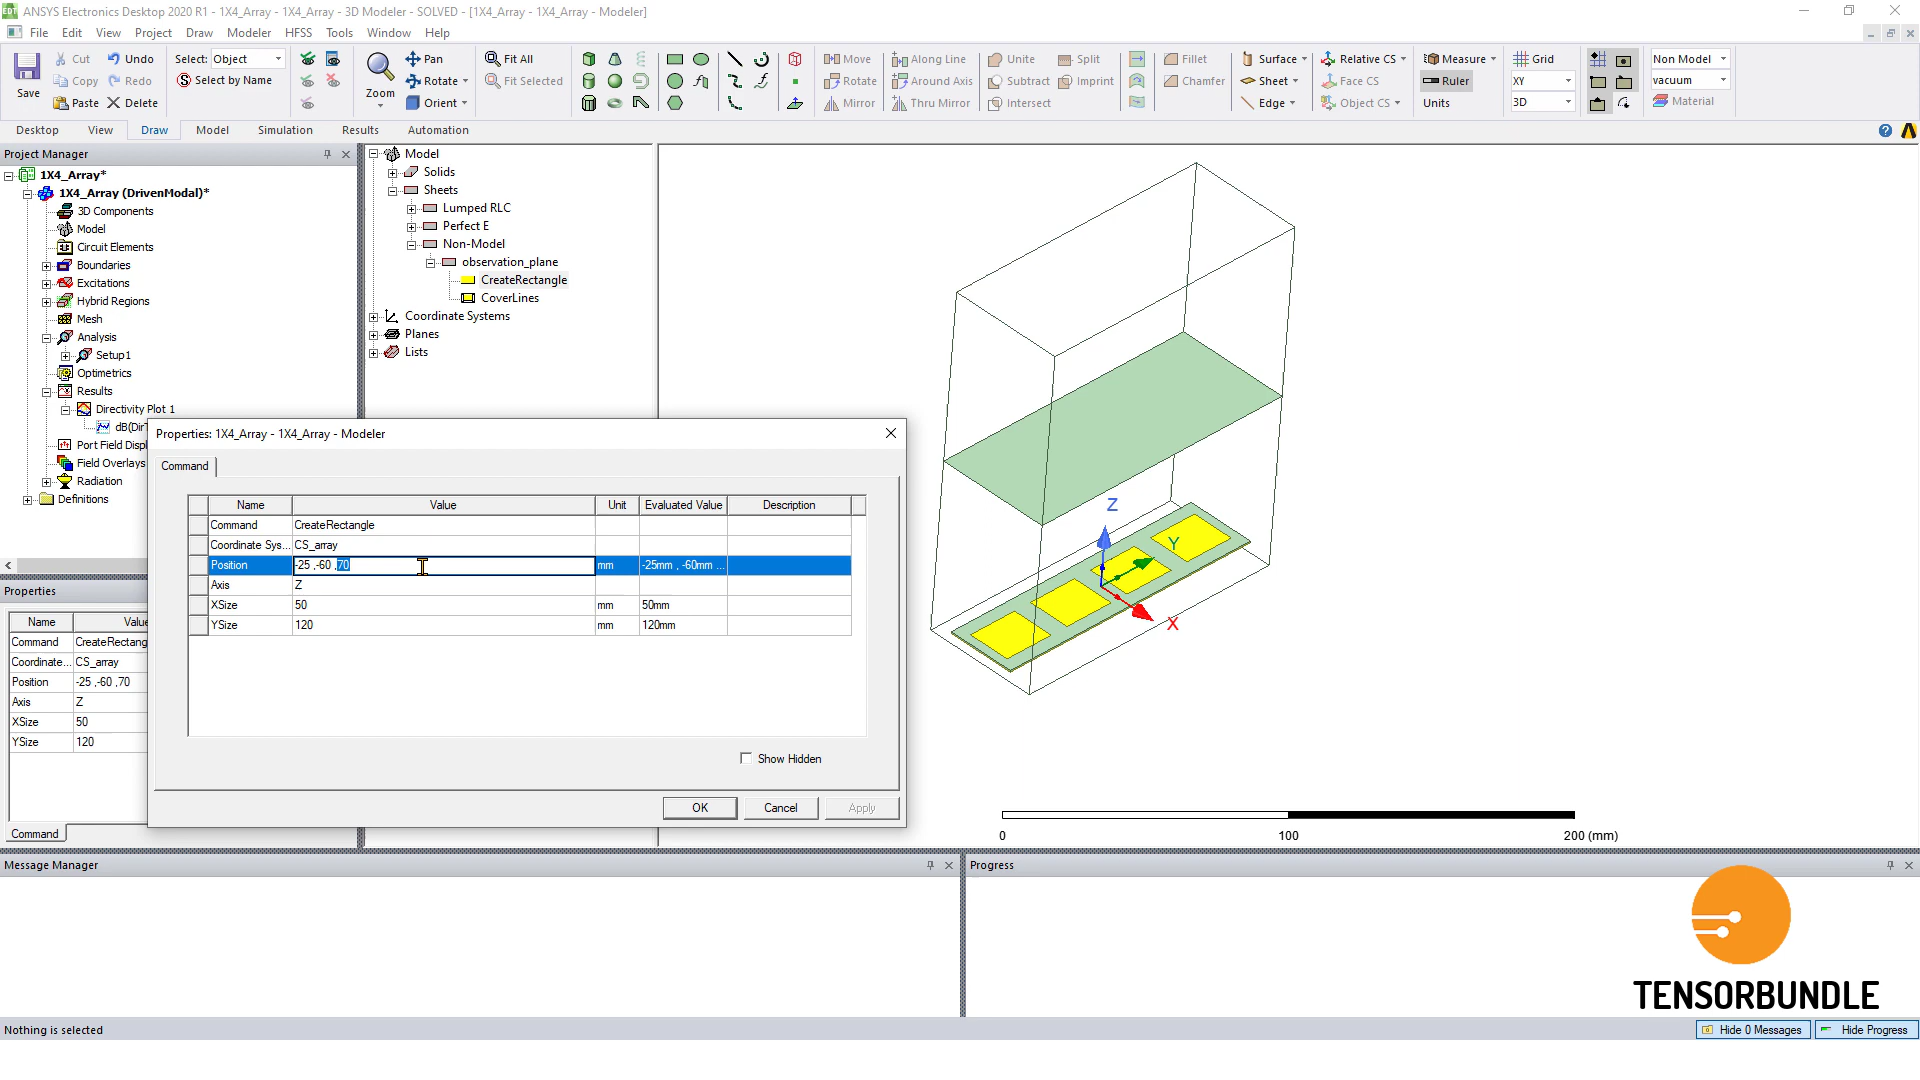 ANSYS Electronics Desktop 2020 R1 - 1X4_Array - 1X4_Array - 3D Modeler - SOLVED - [1X4_Array - 1X4_Array - Modeler]
File Edit View Project Draw Modeler HFSS Tools Window Help
Cut Undo Select: Object Pan Fit All Move Along Line Unite Split Fillet Surface Relative CS Measure Grid Non Model
Copy Redo Select by Name Rotate Fit Selected Rotate Around Axis Subtract Imprint Chamfer Sheet Face CS Ruler XY vacuum
Save Paste Delete Zoom Orient Mirror Thru Mirror Intersect Edge Object CS Units 3D Material
Desktop View Draw Model Simulation Results Automation
Project Manager
1X4_Array*
1X4_Array (DrivenModal)*
3D Components
Model
Circuit Elements
Boundaries
Excitations
Hybrid Regions
Mesh
Analysis
Setup1
Optimetrics
Results
Directivity Plot 1
dB(DirT
Port Field Displ
Field Overlays
Radiation
Definitions
Model
Solids
Sheets
Lumped RLC
Perfect E
Non-Model
observation_plane
CreateRectangle
CoverLines
Coordinate Systems
Planes
Lists
Properties
Name Value
Command CreateRectang
Coordinate... CS_array
Position -25 ,-60 ,70
Axis Z
XSize 50
YSize 120
Command
Properties: 1X4_Array - 1X4_Array - Modeler
Command
Name Value Unit Evaluated Value Description
Command CreateRectangle
Coordinate Sys... CS_array
Position -25 ,-60 ,70 mm -25mm , -60mm ...
Axis Z
XSize 50 mm 50mm
YSize 120 mm 120mm
Show Hidden
OK Cancel Apply
Z
Y
X
0 100 200 (mm)
Message Manager
Progress
TENSORBUNDLE
Nothing is selected
Hide 0 Messages Hide Progress